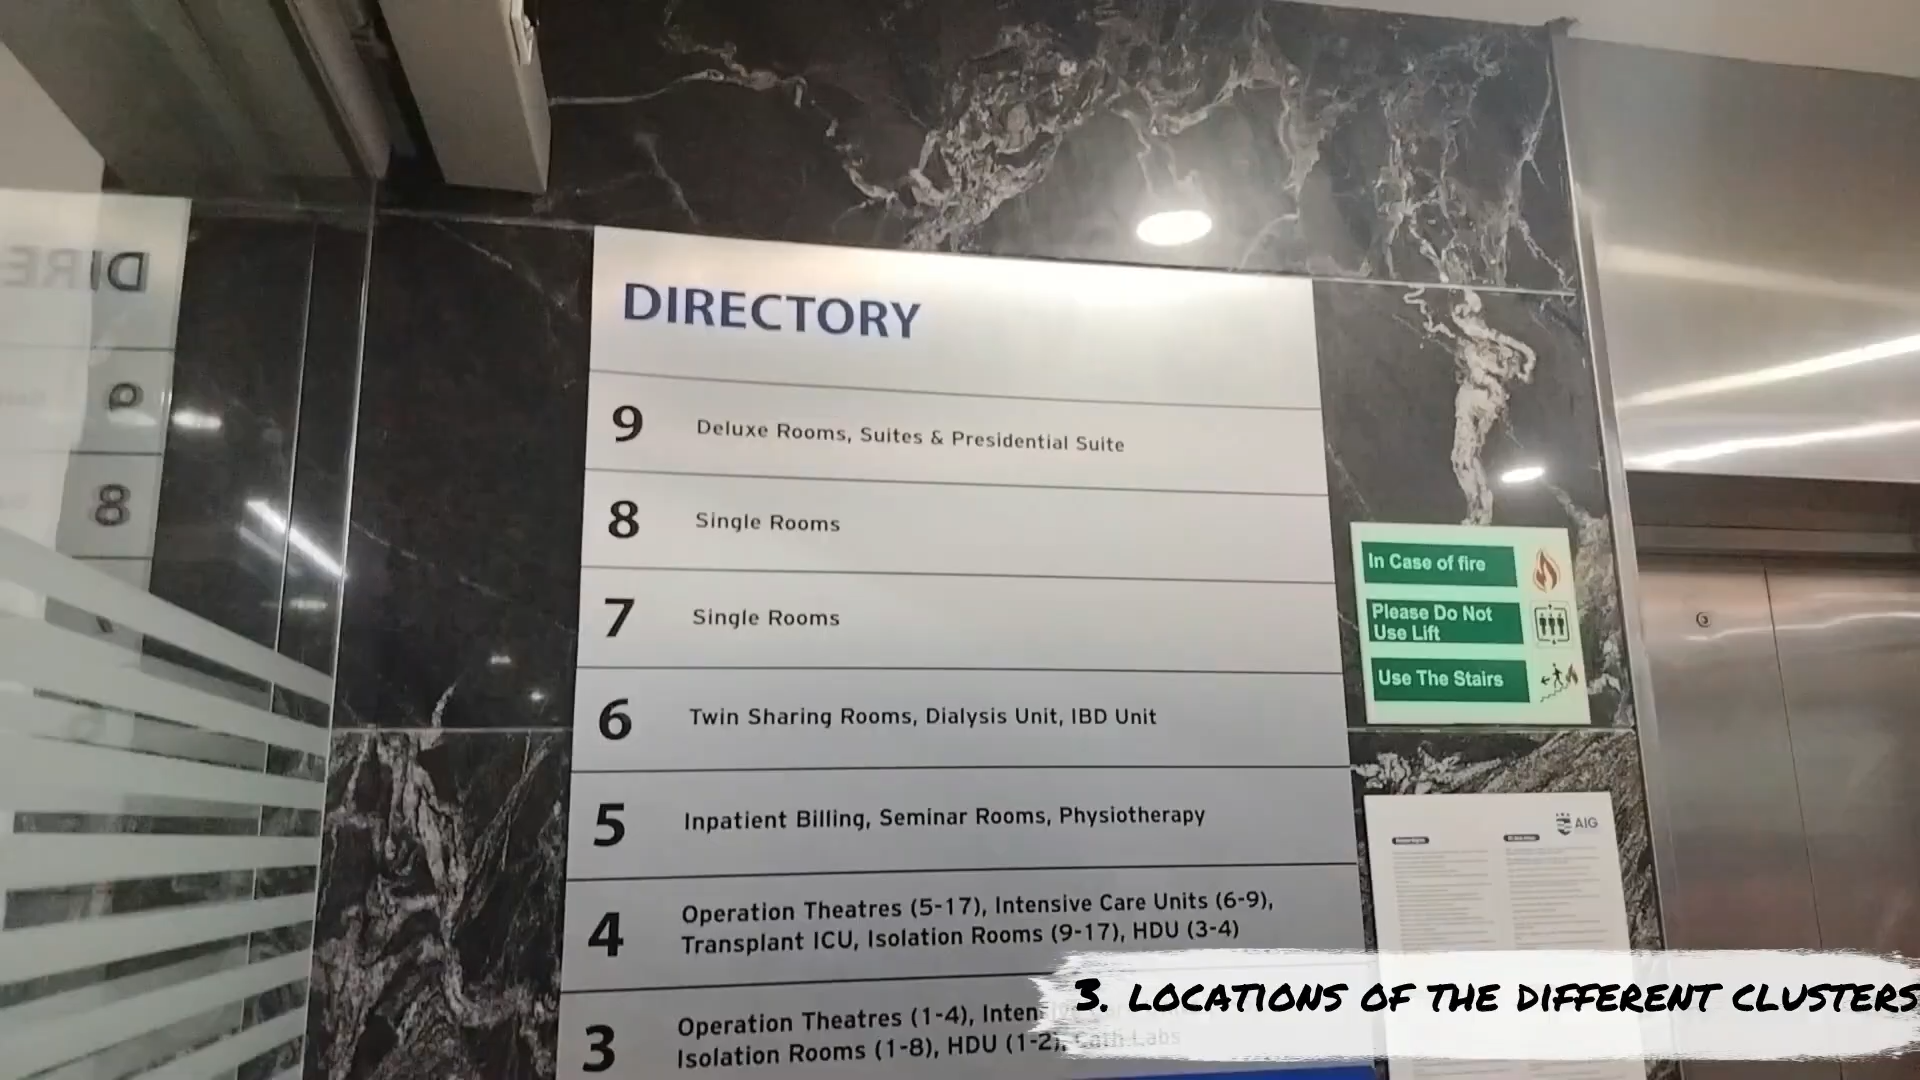 DIRECTORY
9 Deluxe Rooms, Suites & Presidential Suite
8 Single Rooms
7 Single Rooms
6 Twin Sharing Rooms, Dialysis Unit, IBD Unit
5 Inpatient Billing, Seminar Rooms, Physiotherapy
4 Operation Theatres (5-17), Intensive Care Units (6-9),
Transplant ICU, Isolation Rooms (9-17), HDU (3-4)
3 Operation Theatres (1-4),
Isolation Rooms (1-8), HDU (1-2), Cath Labs
In Case of fire
Please Do Not
Use Lift
Use The Stairs
AIG
3. LOCATIONS OF THE DIFFERENT CLUSTERS
DIRE
9
8